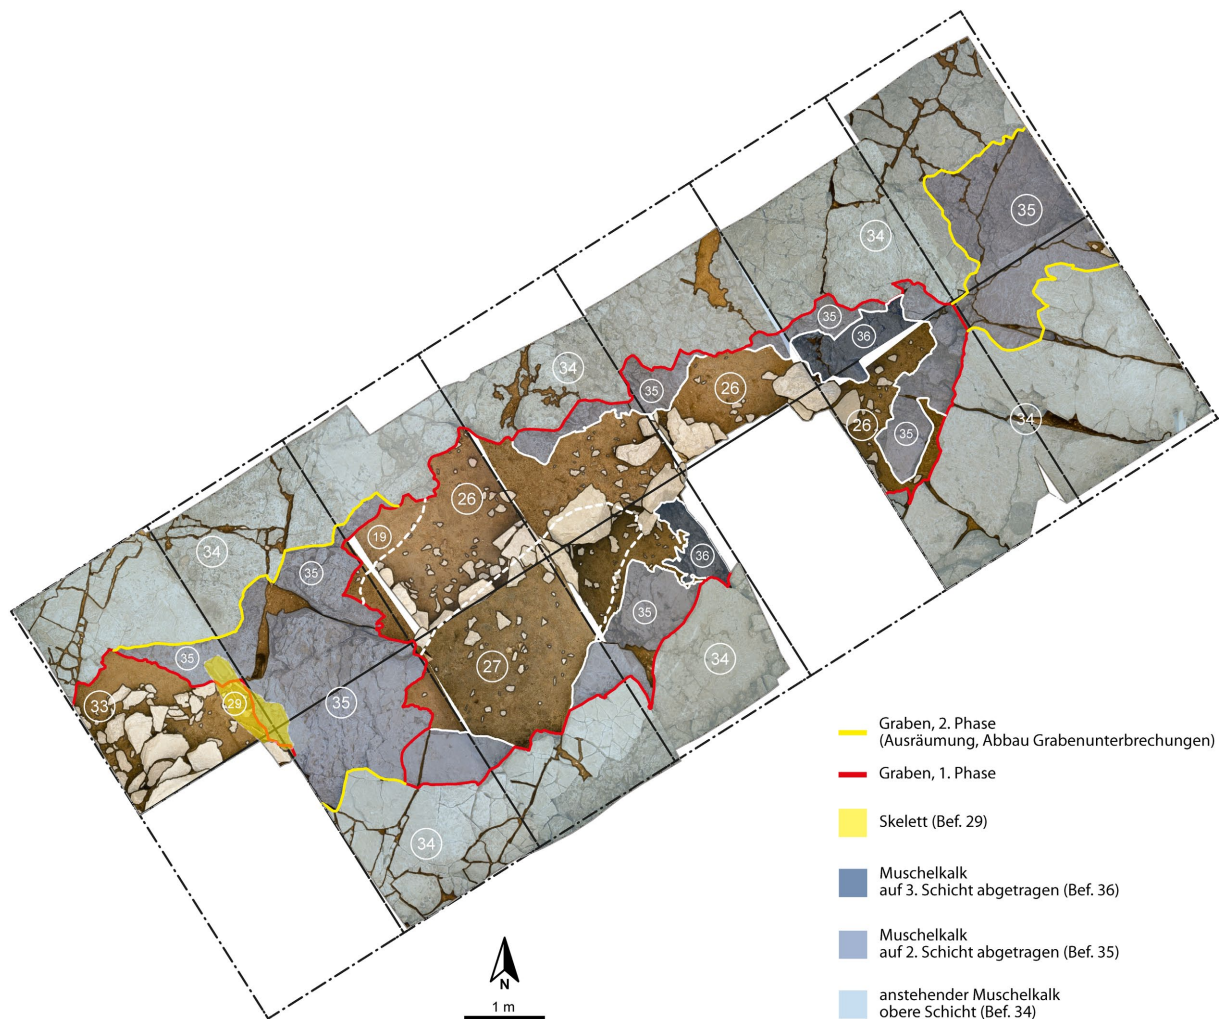 35
34
35
36
34
35
26
34
26
35
26
19
34
35
36
35
35
27
34
29
35
33
34
Graben, 2. Phase
(Ausräumung, Abbau Grabenunterbrechungen)
Graben, 1. Phase
Skelett (Bef. 29)
Muschelkalk
auf 3. Schicht abgetragen (Bef. 36)
Muschelkalk
auf 2. Schicht abgetragen (Bef. 35)
anstehender Muschelkalk
obere Schicht (Bef. 34)
N
1 m